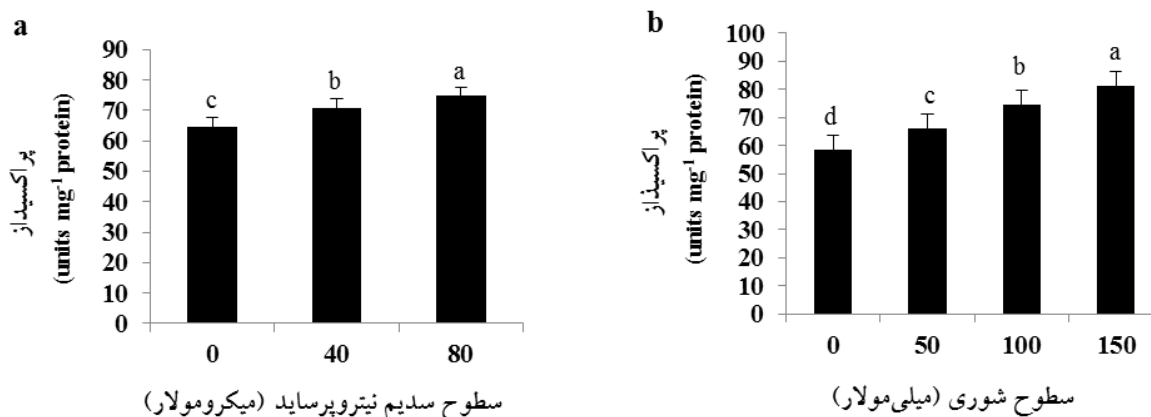 a
پراکسیداز
(units mg⁻¹ protein)
90
80
70
60
50
40
30
20
10
0
c
b
a
0 40 80
سطوح سدیم نیتروپرساید (میکرومولار)
b
پراکسیذاز
(units mg⁻¹ protein)
100
90
80
70
60
50
40
30
20
10
0
d
c
b
a
0 50 100 150
سطوح شوری (میلی‌مولار)